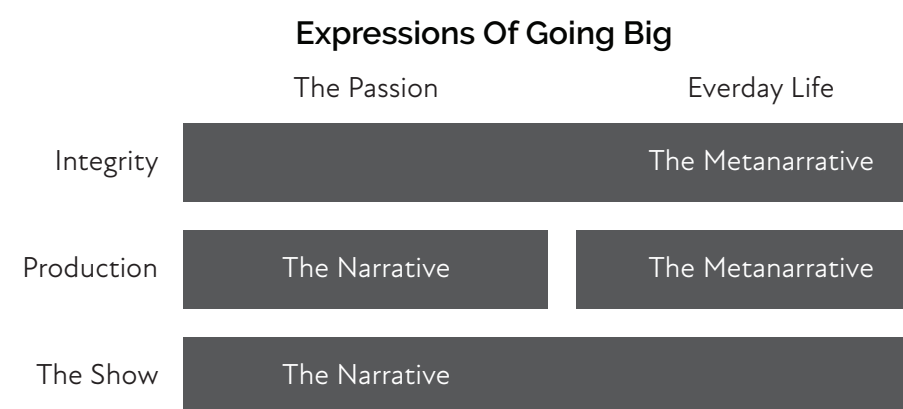 Expressions Of Going Big
The Passion Everday Life
Integrity The Metanarrative
Production The Narrative The Metanarrative
The Show The Narrative